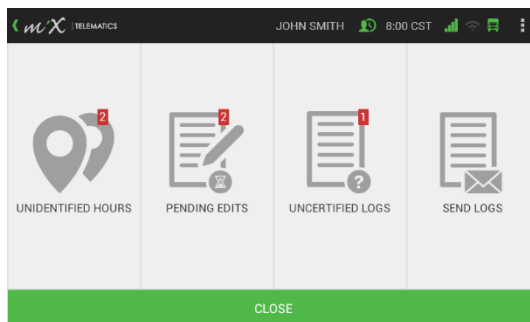 miX TELEMATICS JOHN SMITH 8:00 CST
2 2 1
?
UNIDENTIFIED HOURS PENDING EDITS UNCERTIFIED LOGS SEND LOGS
CLOSE